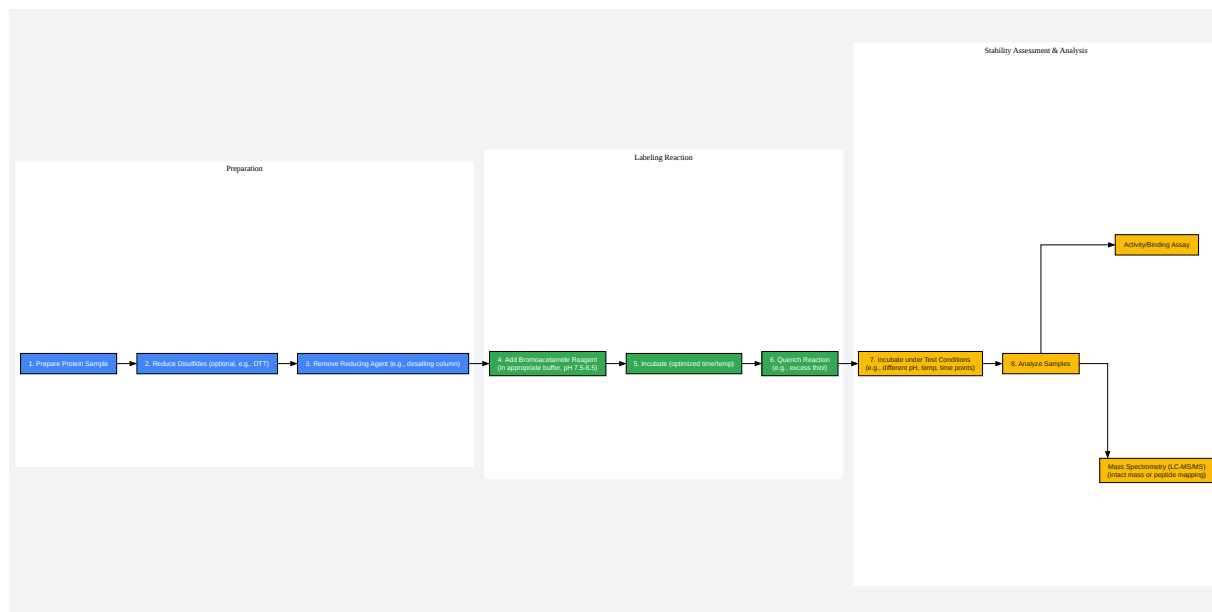 Stability Assessment & Analysis
Labeling Reaction
Preparation
Activity/Binding Assay
1. Prepare Protein Sample
2. Reduce Disulfides (optional, e.g., DTT)
3. Remove Reducing Agent (e.g., desalting column)
4. Add Bromoacetamide Reagent
(in appropriate buffer, pH 7.5-8.5)
5. Incubate (optimized time/temp)
6. Quench Reaction
(e.g., excess thiol)
7. Incubate under Test Conditions
(e.g., different pH, temp, time points)
8. Analyze Samples
Mass Spectrometry (LC-MS/MS)
(Intact mass or peptide mapping)